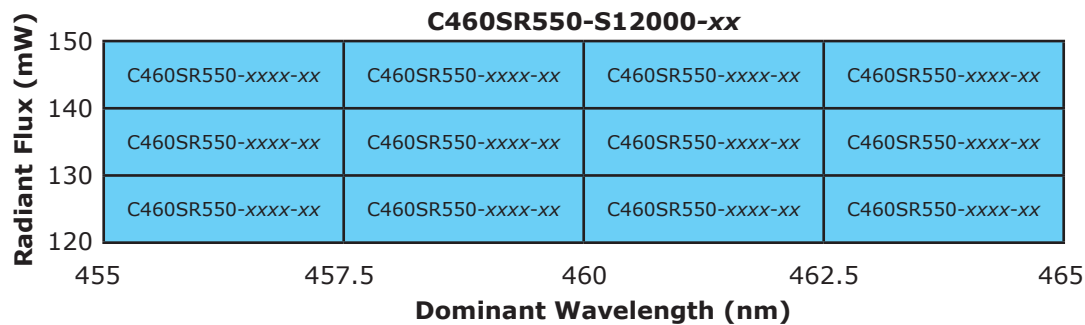 C460SR550-S12000-xx
Radiant Flux (mW)
150
C460SR550-xxxx-xx C460SR550-xxxx-xx C460SR550-xxxx-xx C460SR550-xxxx-xx
140
C460SR550-xxxx-xx C460SR550-xxxx-xx C460SR550-xxxx-xx C460SR550-xxxx-xx
130
C460SR550-xxxx-xx C460SR550-xxxx-xx C460SR550-xxxx-xx C460SR550-xxxx-xx
120
455 457.5 460 462.5 465
Dominant Wavelength (nm)